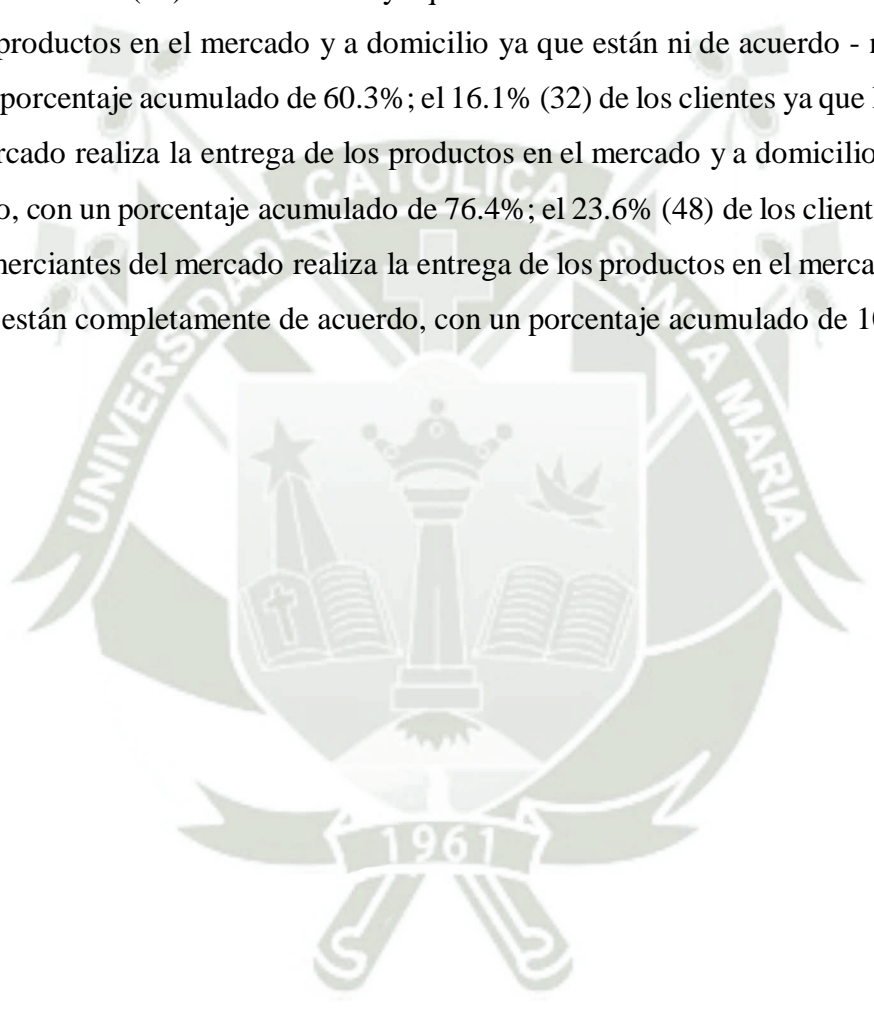 productos en el mercado y a domicilio ya que están ni de acuerdo -
porcentaje acumulado de 60.3%; el 16.1% (32) de los clientes ya que
rcado realiza la entrega de los productos en el mercado y a domicilio
o, con un porcentaje acumulado de 76.4%; el 23.6% (48) de los client
merciantes del mercado realiza la entrega de los productos en el merca
están completamente de acuerdo, con un porcentaje acumulado de 10
UNIVERSIDAD CATOLICA SANTA MARIA
1961